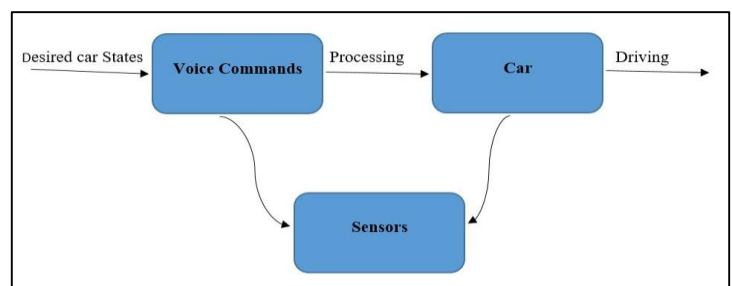 Desired car States
Voice Commands
Processing
Car
Driving
Sensors